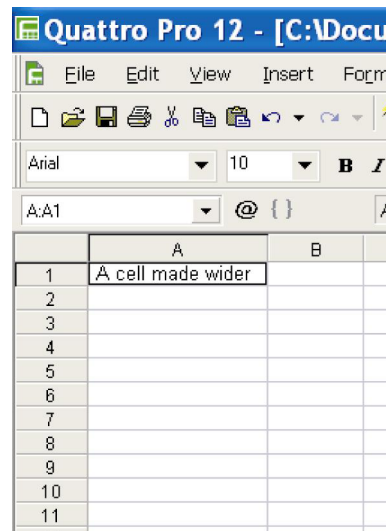 Quattro Pro 12 - [C:\Docu
File Edit View Insert Form
Arial 10 B I
A:A1 @ { }
A B
1 A cell made wider
2
3
4
5
6
7
8
9
10
11